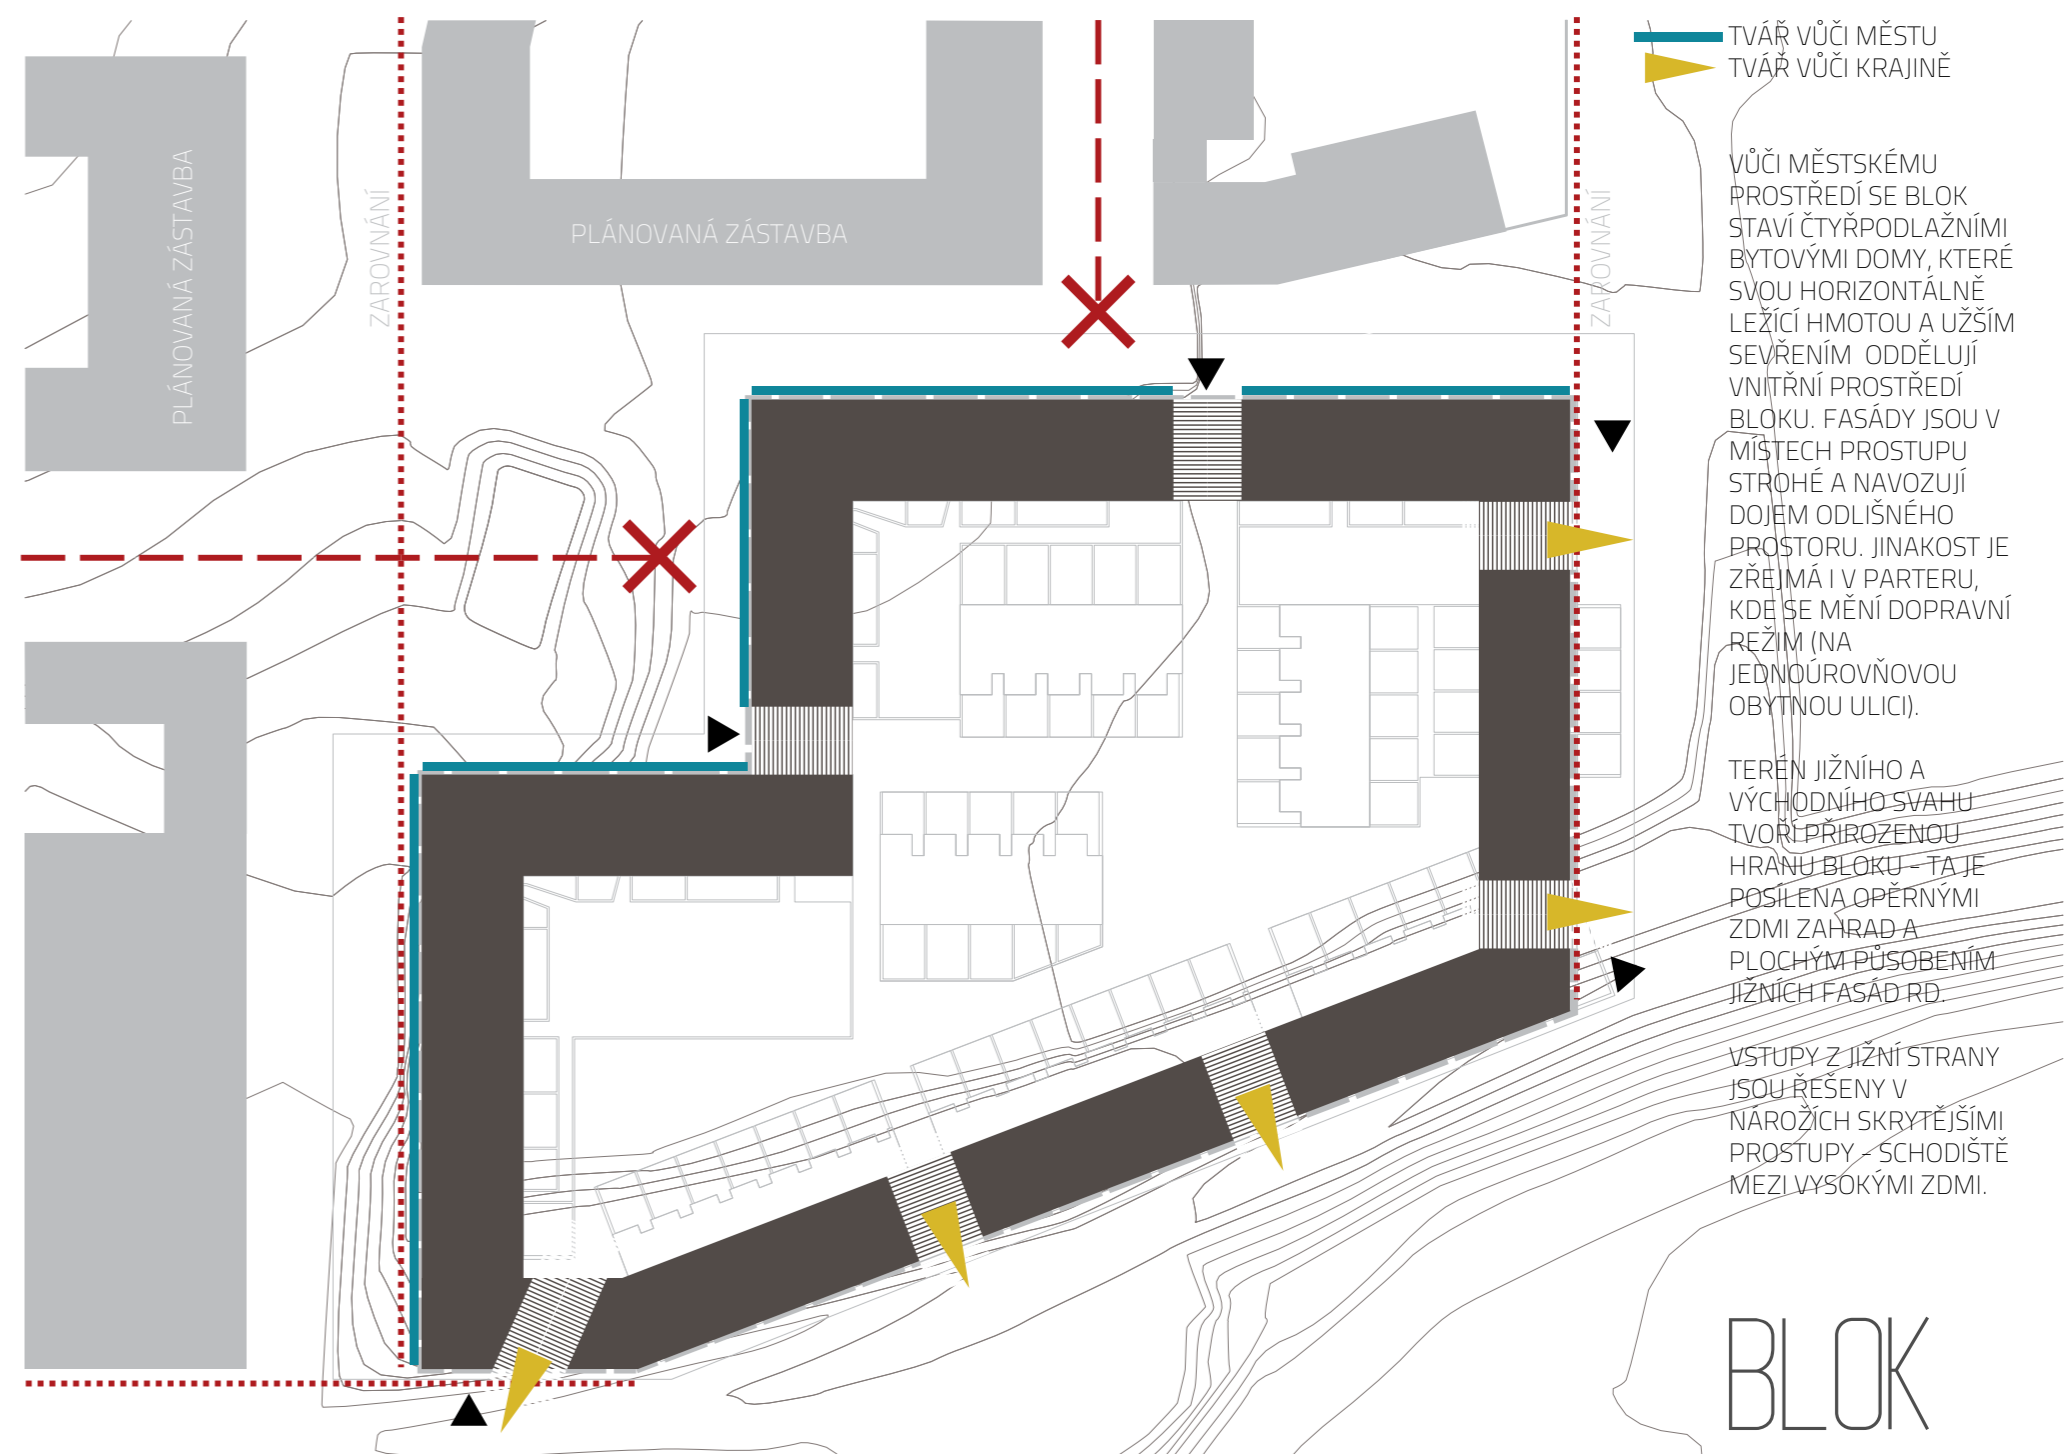 TVÁŘ VŮČI MĚSTU
TVÁŘ VŮČI KRAJINĚ
PLÁNOVANÁ ZÁSTAVBA
ZAROVNÁNÍ
PLÁNOVANÁ ZÁSTAVBA
ZAROVNÁNÍ
VŮČI MĚSTSKÉMU
PROSTŘEDÍ SE BLOK
STAVÍ ČTYŘPODLAŽNÍMI
BYTOVÝMI DOMY, KTERÉ
SVOU HORIZONTÁLNĚ
LEŽÍCÍ HMOTOU A UŽŠÍM
SEVŘENÍM ODDĚLUJÍ
VNITŘNÍ PROSTŘEDÍ
BLOKU. FASÁDY JSOU V
MÍSTECH PROSTUPU
STROHÉ A NAVOZUJÍ
DOJEM ODLIŠNÉHO
PROSTORU. JINAKOST JE
ZŘEJMÁ I V PARTERU,
KDE SE MĚNÍ DOPRAVNÍ
REŽIM (NA
JEDNOÚROVŇOVOU
OBYTNOU ULICI).
TERÉN JIŽNÍHO A
VÝCHODNÍHO SVAHU
TVOŘÍ PŘIROZENOU
HRANU BLOKU – TA JE
POSÍLENA OPĚRNÝMI
ZDMI ZAHRAD A
PLOCHÝM PŮSOBENÍM
JIŽNÍCH FASÁD RD.
VSTUPY Z JIŽNÍ STRANY
JSOU ŘEŠENY V
NÁROŽÍCH SKRYTĚJŠÍMI
PROSTUPY - SCHODIŠTĚ
MEZI VYSOKÝMI ZDMI.
BLOK